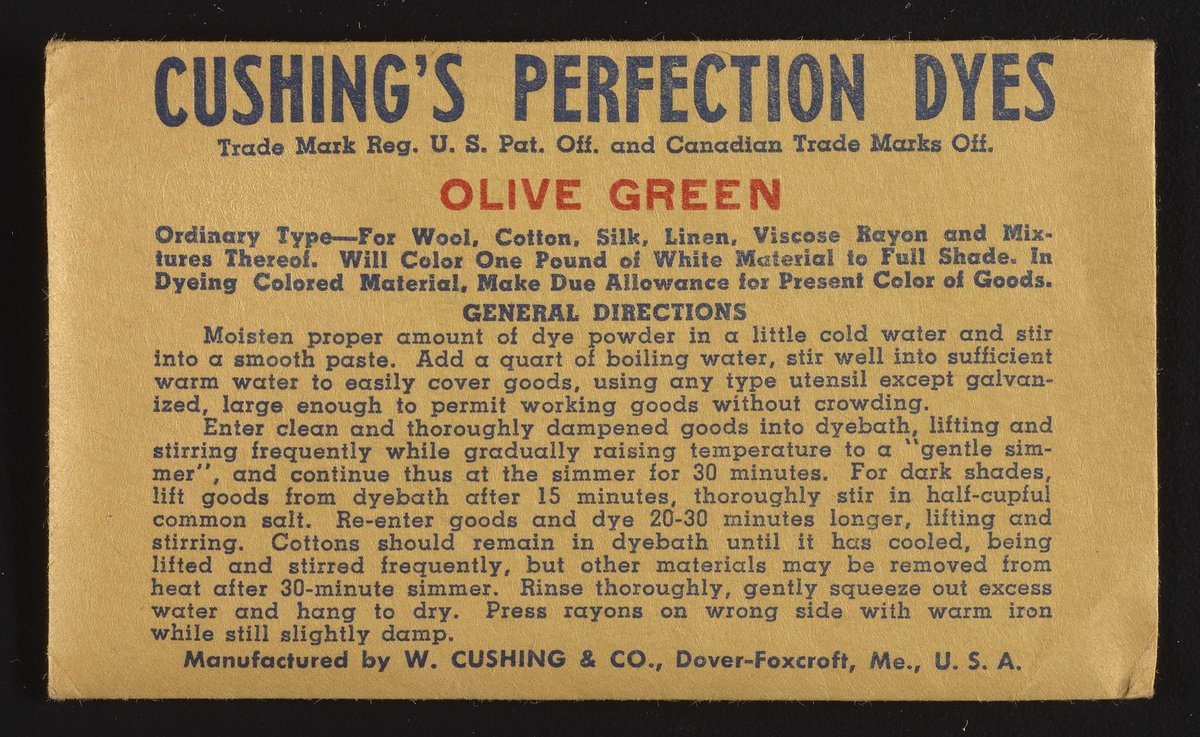 CUSHING'S PERFECTION DYES
Trade Mark Reg. U. S. Pat. Off. and Canadian Trade Marks Off.
OLIVE GREEN
Ordinary Type—For Wool, Cotton, Silk, Linen, Viscose Rayon and Mix-
tures Thereof. Will Color One Pound of White Material to Full Shade. In
Dyeing Colored Material, Make Due Allowance for Present Color of Goods.
GENERAL DIRECTIONS
Moisten proper amount of dye powder in a little cold water and stir
into a smooth paste. Add a quart of boiling water, stir well into sufficient
warm water to easily cover goods, using any type utensil except galvan-
ized, large enough to permit working goods without crowding.
Enter clean and thoroughly dampened goods into dyebath, lifting and
stirring frequently while gradually raising temperature to a "gentle sim-
mer", and continue thus at the simmer for 30 minutes. For dark shades,
lift goods from dyebath after 15 minutes, thoroughly stir in half-cupful
common salt. Re-enter goods and dye 20-30 minutes longer, lifting and
stirring. Cottons should remain in dyebath until it has cooled, being
lifted and stirred frequently, but other materials may be removed from
heat after 30-minute simmer. Rinse thoroughly, gently squeeze out excess
water and hang to dry. Press rayons on wrong side with warm iron
while still slightly damp.
Manufactured by W. CUSHING & CO., Dover-Foxcroft, Me., U. S. A.